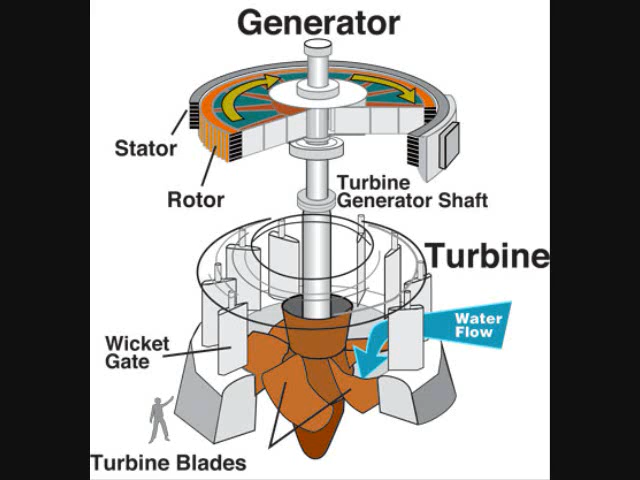 Generator
Stator
Rotor
Turbine
Generator Shaft
Turbine
Water
Flow
Wicket
Gate
Turbine Blades